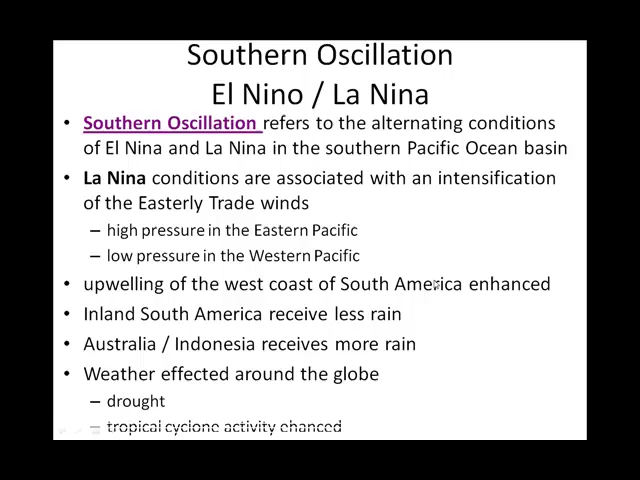 Southern Oscillation
El Nino / La Nina
• Southern Oscillation refers to the alternating conditions
of El Nina and La Nina in the southern Pacific Ocean basin
• La Nina conditions are associated with an intensification
of the Easterly Trade winds
– high pressure in the Eastern Pacific
– low pressure in the Western Pacific
• upwelling of the west coast of South America enhanced
• Inland South America receive less rain
• Australia / Indonesia receives more rain
• Weather effected around the globe
– drought
– tropical cyclone activity ehanced